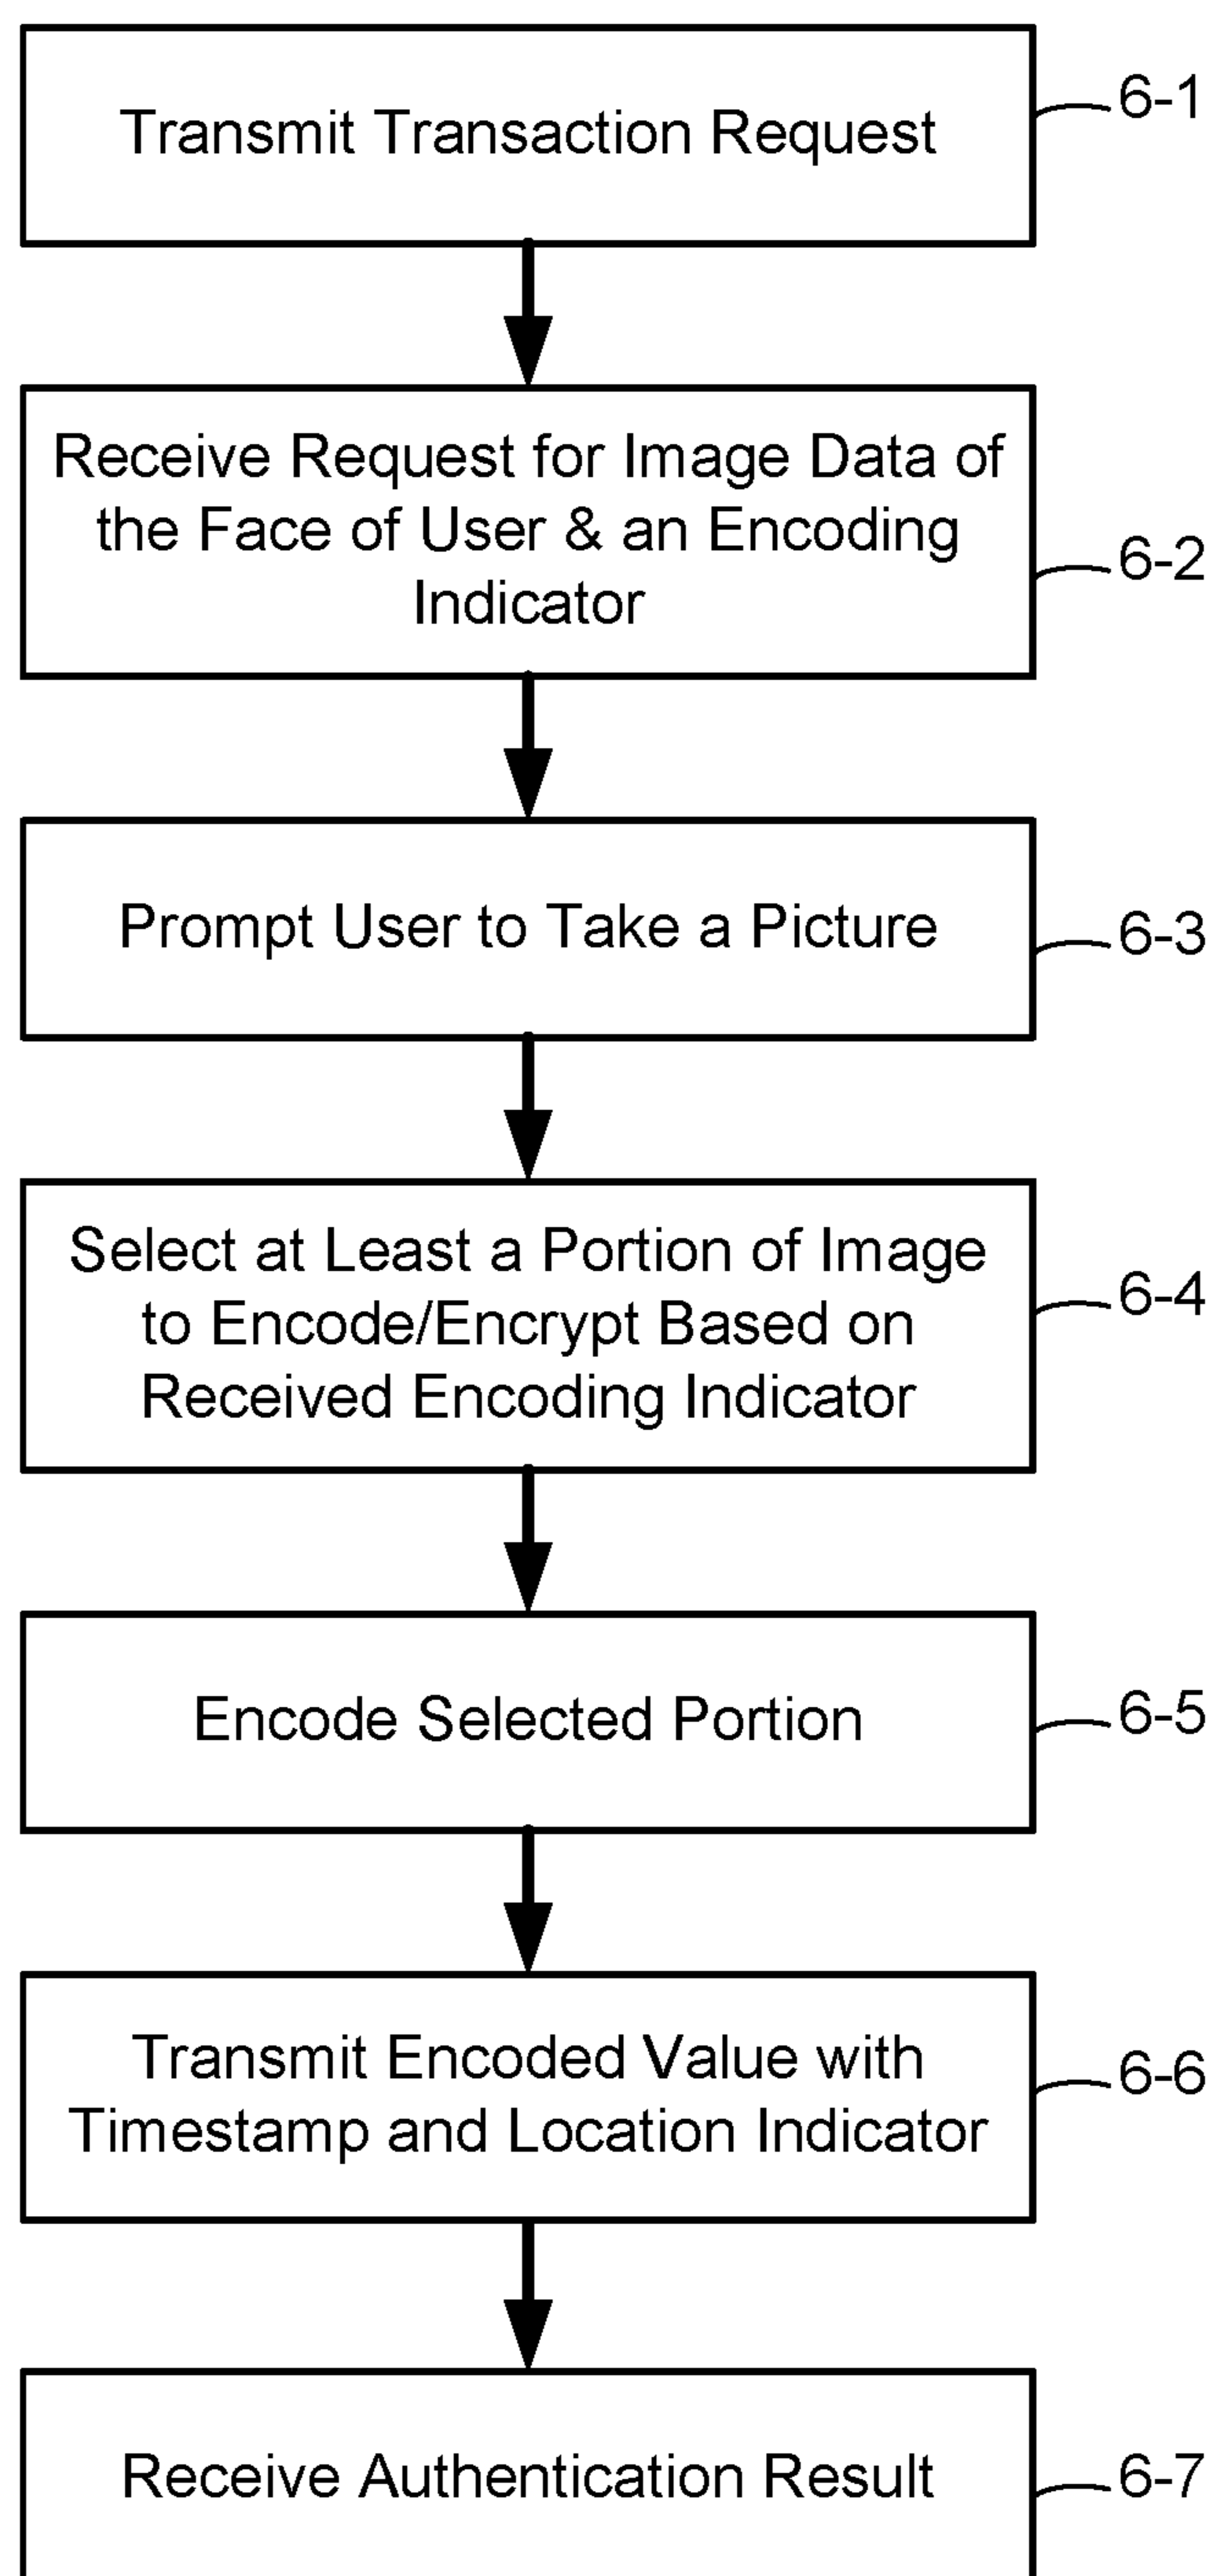 Transmit Transaction Request
6-1
Receive Request for Image Data of
the Face of User & an Encoding
Indicator
6-2
Prompt User to Take a Picture
6-3
Select at Least a Portion of Image
to Encode/Encrypt Based on
Received Encoding Indicator
6-4
Encode Selected Portion
6-5
Transmit Encoded Value with
Timestamp and Location Indicator
6-6
Receive Authentication Result
6-7